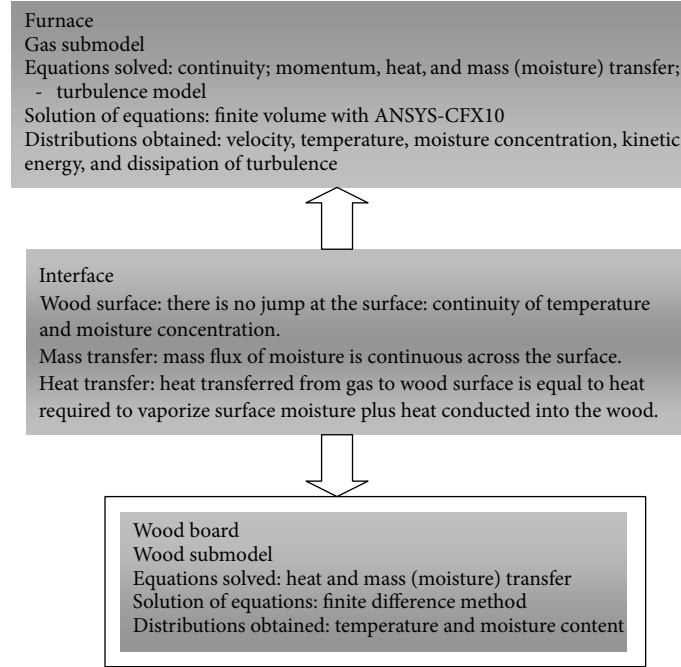 Furnace
Gas submodel
Equations solved: continuity; momentum, heat, and mass (moisture) transfer;
- turbulence model
Solution of equations: finite volume with ANSYS-CFX10
Distributions obtained: velocity, temperature, moisture concentration, kinetic
energy, and dissipation of turbulence
Interface
Wood surface: there is no jump at the surface: continuity of temperature
and moisture concentration.
Mass transfer: mass flux of moisture is continuous across the surface.
Heat transfer: heat transferred from gas to wood surface is equal to heat
required to vaporize surface moisture plus heat conducted into the wood.
Wood board
Wood submodel
Equations solved: heat and mass (moisture) transfer
Solution of equations: finite difference method
Distributions obtained: temperature and moisture content